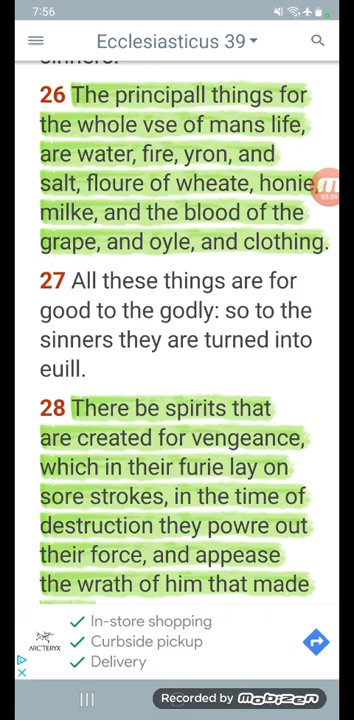 7:56
Ecclesiasticus 39
sinners.
26 The principall things for
the whole vse of mans life,
are water, fire, yron, and
salt, floure of wheate, honie,
milke, and the blood of the
grape, and oyle, and clothing.
27 All these things are for
good to the godly: so to the
sinners they are turned into
euill.
28 There be spirits that
are created for vengeance,
which in their furie lay on
sore strokes, in the time of
destruction they powre out
their force, and appease
the wrath of him that made
In-store shopping
Curbside pickup
Delivery
ARC'TERYX
Recorded by MOBIZEN